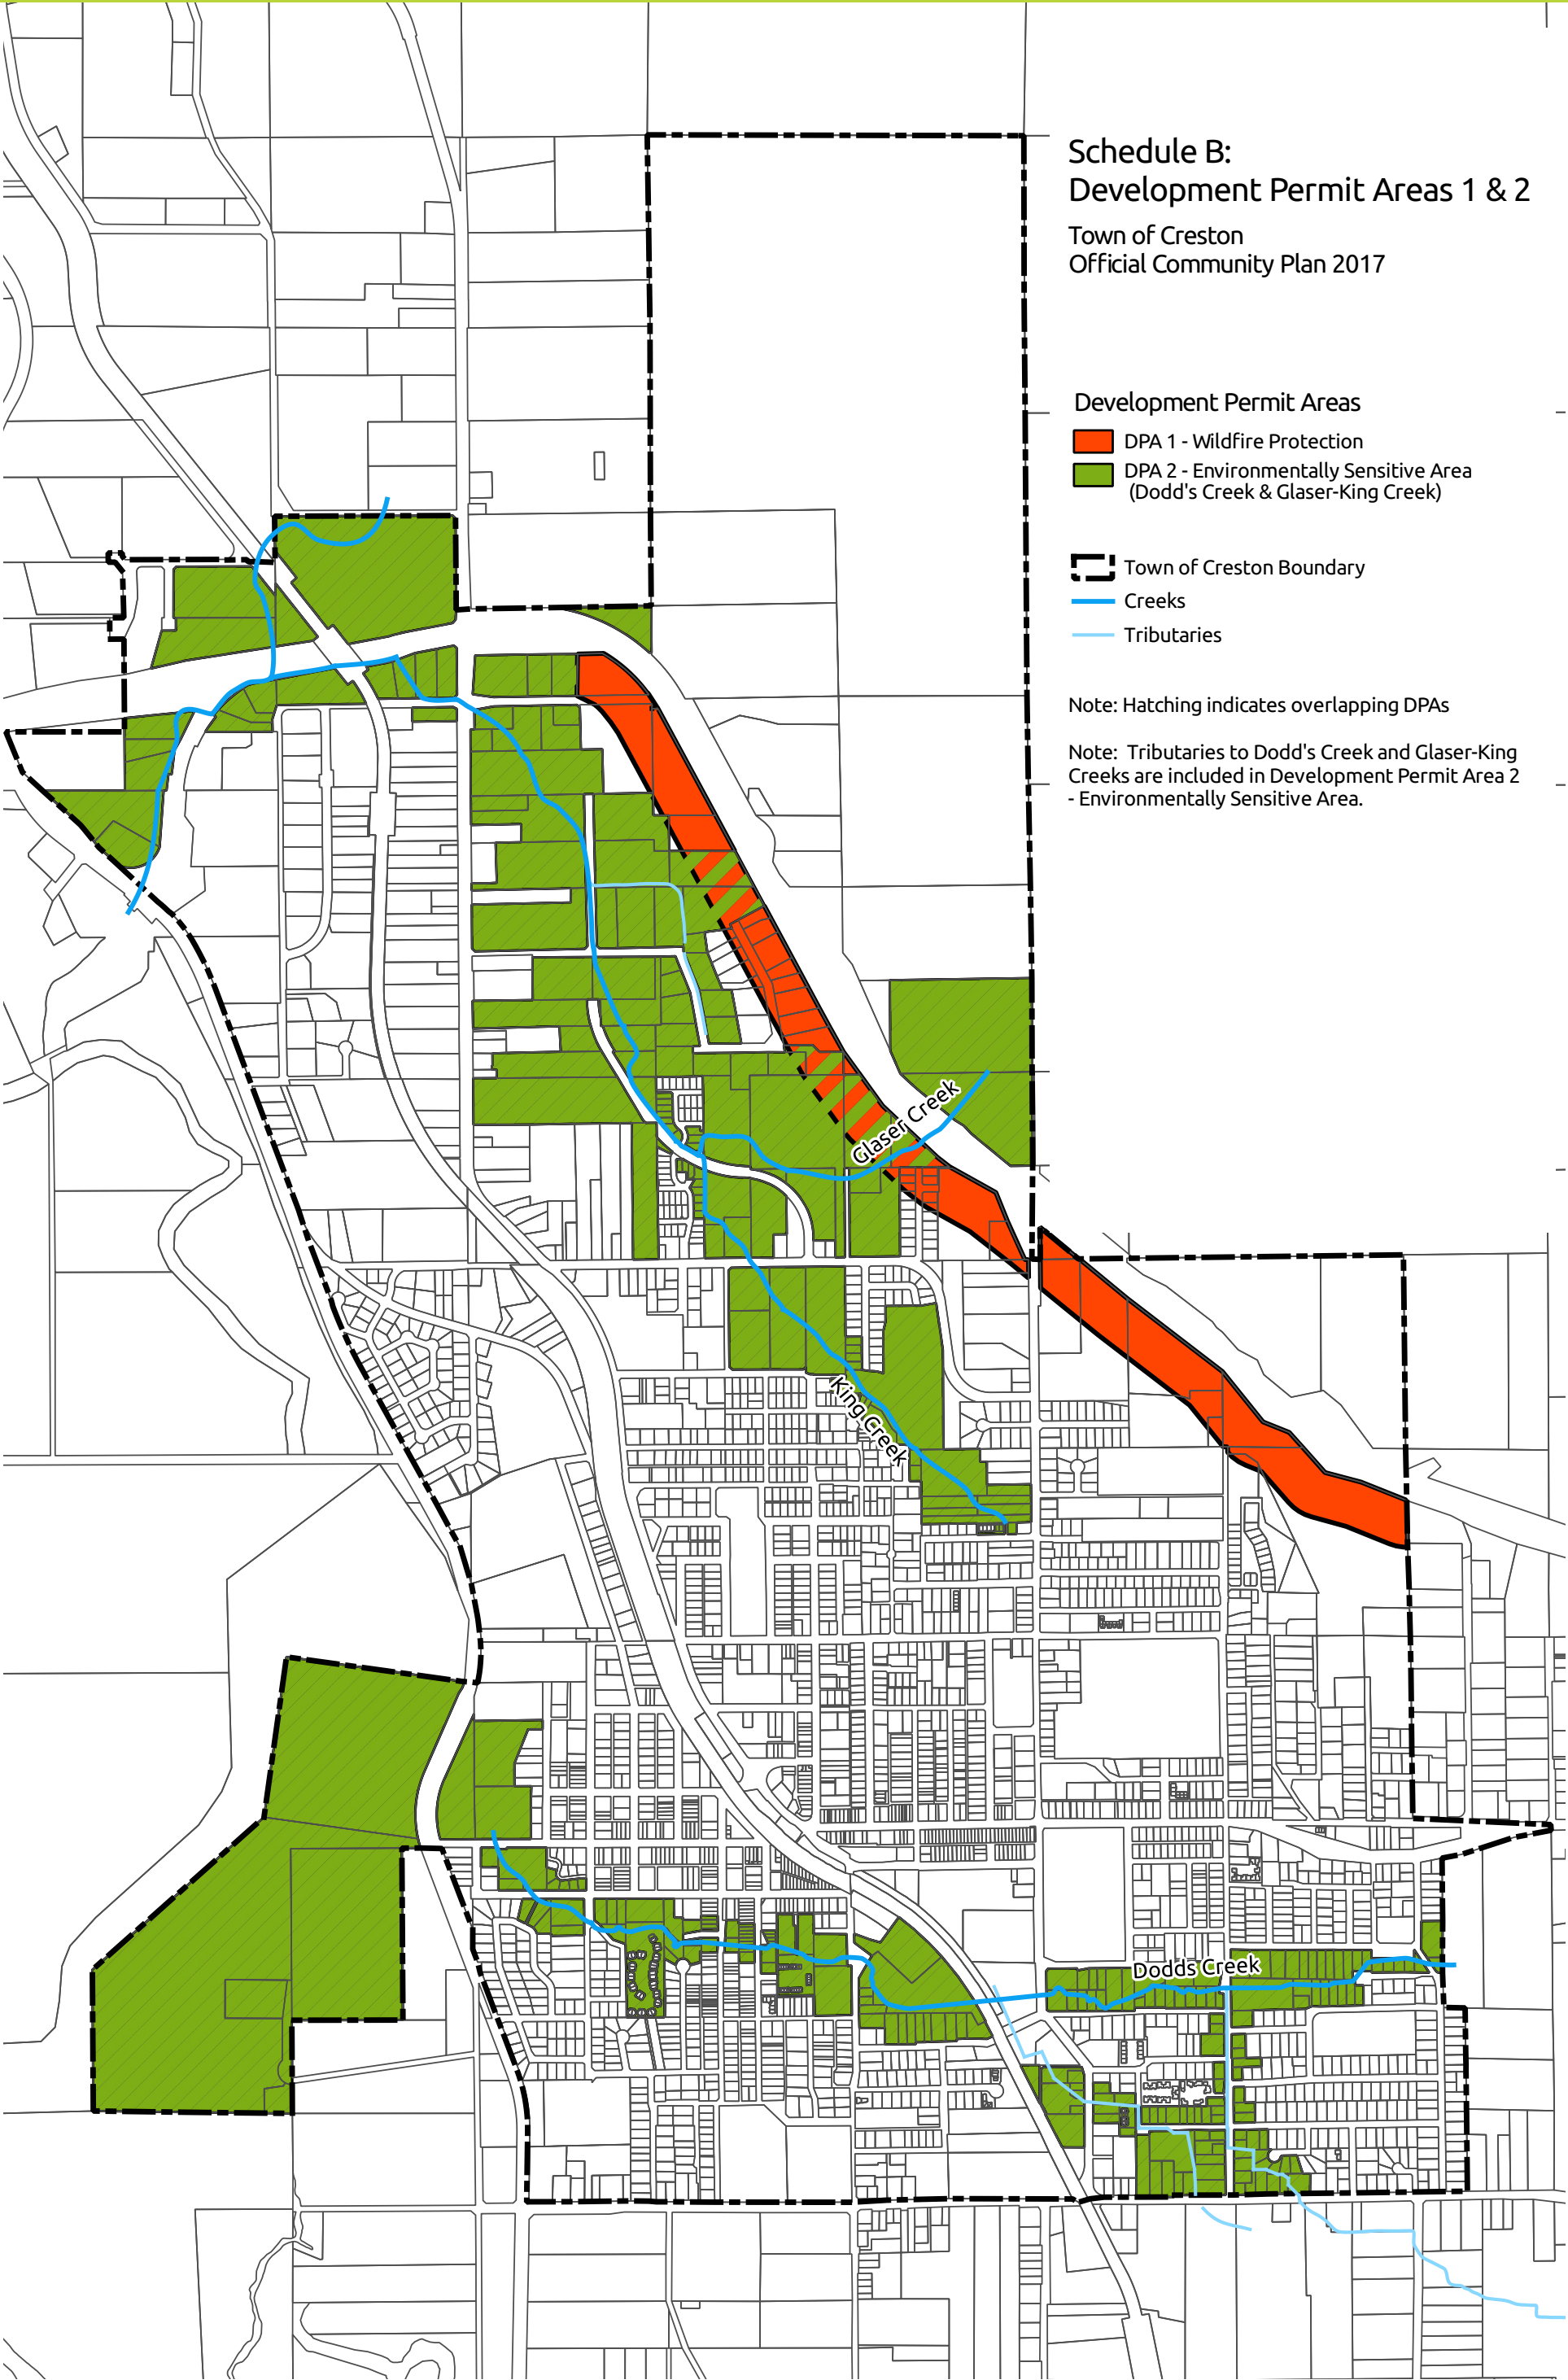 Schedule B:
Development Permit Areas 1 & 2
Town of Creston
Official Community Plan 2017
Development Permit Areas
DPA 1 - Wildfire Protection
DPA 2 - Environmentally Sensitive Area
(Dodd's Creek & Glaser-King Creek)
Town of Creston Boundary
Creeks
Tributaries
Note: Hatching indicates overlapping DPAs
Note: Tributaries to Dodd's Creek and Glaser-King
Creeks are included in Development Permit Area 2
- Environmentally Sensitive Area.
Glaser Creek
King Creek
Dodds Creek